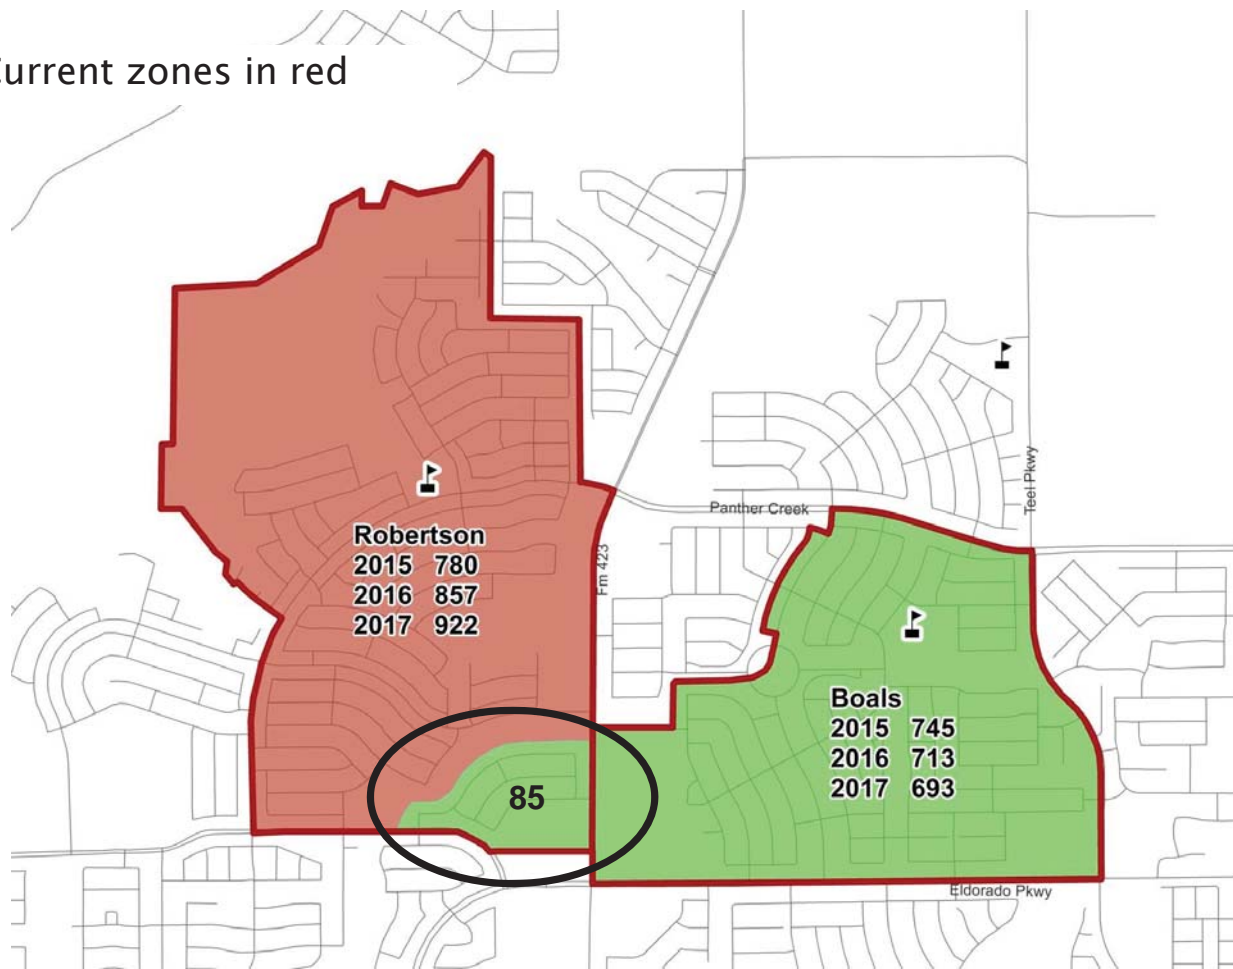 Current zones in red
Panther Creek
Teel Pkwy
Fm 423
Robertson
2015 780
2016 857
2017 922
Boals
2015 745
2016 713
2017 693
85
Eldorado Pkwy